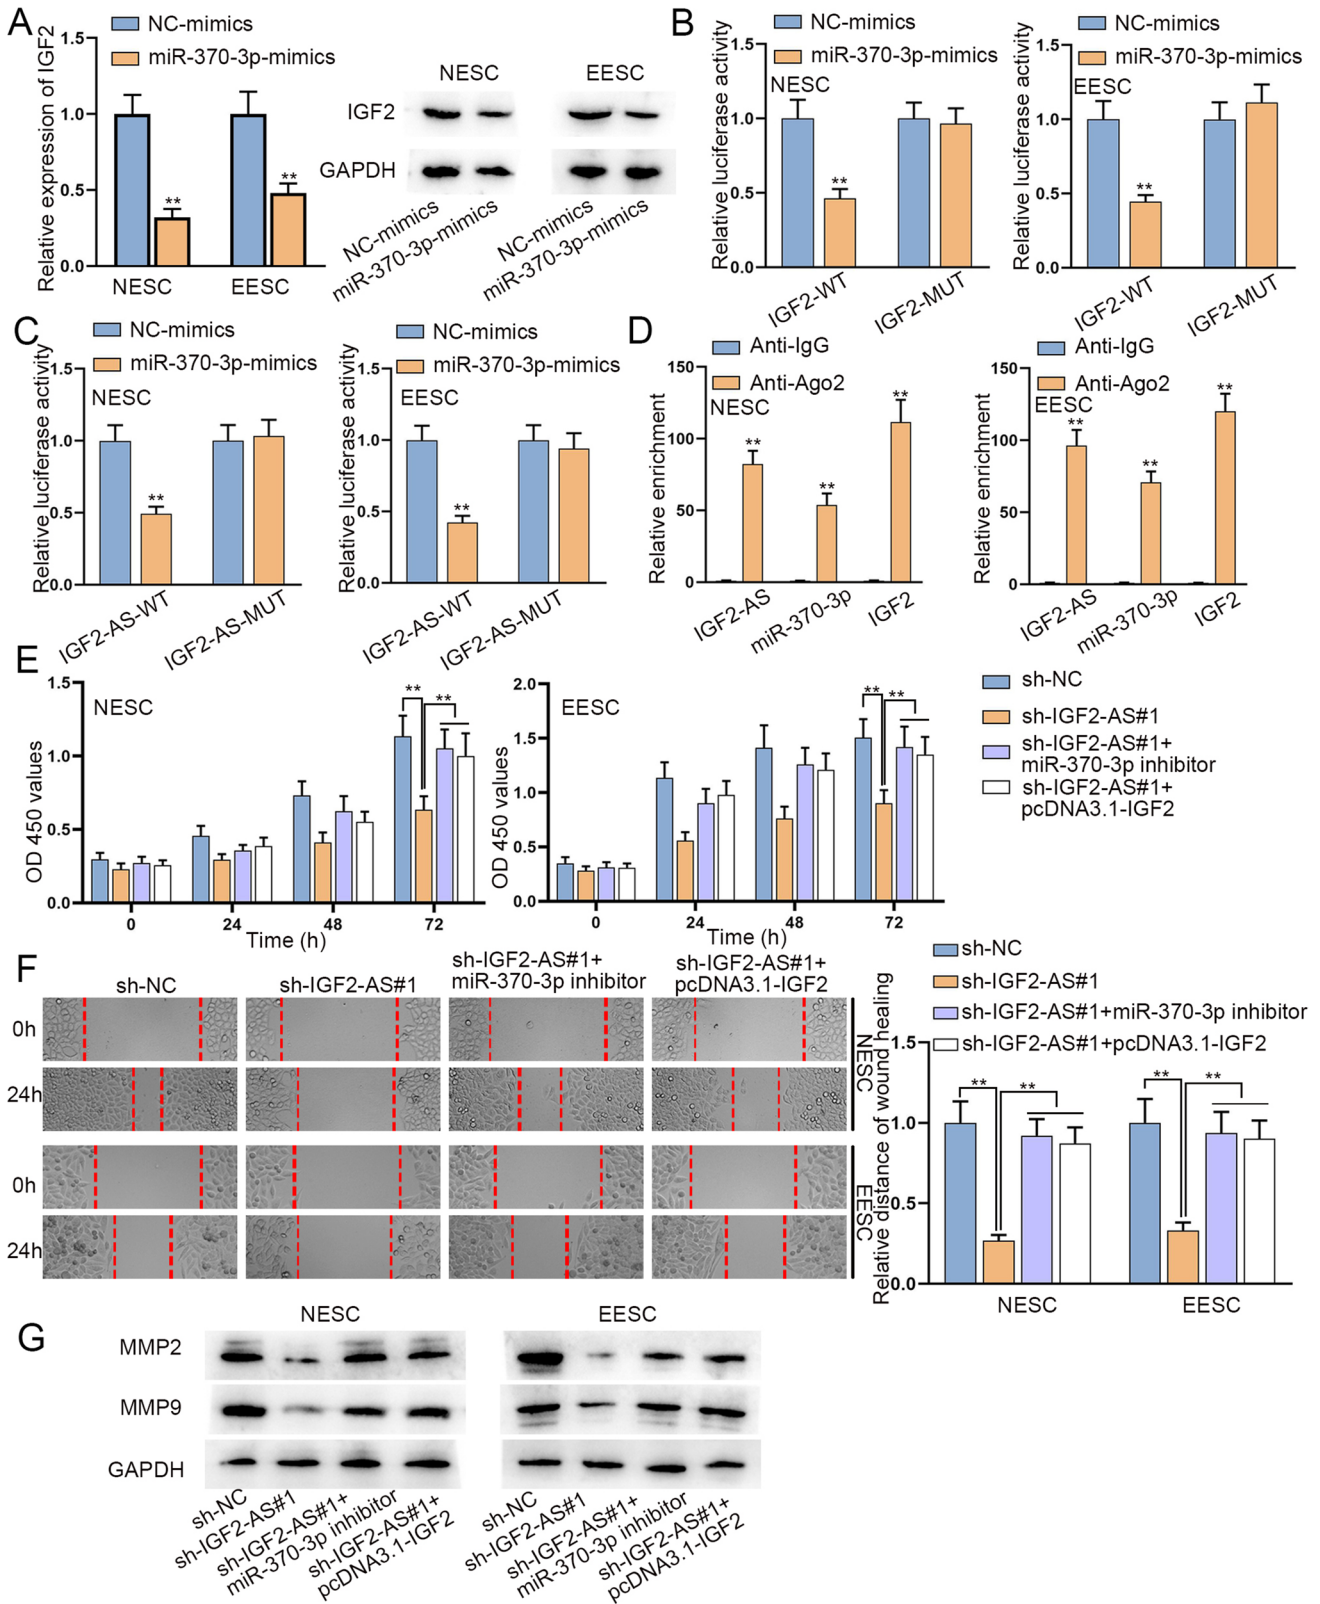 A
NC-mimics
miR-370-3p-mimics
Relative expression of IGF2
1.5
1.0
0.5
0.0
**
**
NESC
EESC
NESC
EESC
IGF2
GAPDH
NC-mimics
miR-370-3p-mimics
NC-mimics
miR-370-3p-mimics
B
NC-mimics
miR-370-3p-mimics
NESC
Relative luciferase activity
1.5
1.0
0.5
0.0
**
IGF2-WT
IGF2-MUT
NC-mimics
miR-370-3p-mimics
EESC
Relative luciferase activity
1.5
1.0
0.5
0.0
**
IGF2-WT
IGF2-MUT
C
NC-mimics
miR-370-3p-mimics
NESC
Relative luciferase activity
1.5
1.0
0.5
0.0
**
IGF2-AS-WT
IGF2-AS-MUT
NC-mimics
miR-370-3p-mimics
EESC
Relative luciferase activity
1.5
1.0
0.5
0.0
**
IGF2-AS-WT
IGF2-AS-MUT
D
Anti-IgG
Anti-Ago2
NESC
Relative enrichment
150
100
50
0
**
**
**
IGF2-AS
miR-370-3p
IGF2
Anti-IgG
Anti-Ago2
EESC
Relative enrichment
150
100
50
0
**
**
**
IGF2-AS
miR-370-3p
IGF2
E
NESC
OD 450 values
1.5
1.0
0.5
0.0
** **
0 24 48 72
Time (h)
EESC
OD 450 values
2.0
1.5
1.0
0.5
0.0
** **
0 24 48 72
Time (h)
sh-NC
sh-IGF2-AS#1
sh-IGF2-AS#1+
miR-370-3p inhibitor
sh-IGF2-AS#1+
pcDNA3.1-IGF2
F
sh-NC
sh-IGF2-AS#1
sh-IGF2-AS#1+
miR-370-3p inhibitor
sh-IGF2-AS#1+
pcDNA3.1-IGF2
0h
24h
NESC
0h
24h
EESC
sh-NC
sh-IGF2-AS#1
sh-IGF2-AS#1+miR-370-3p inhibitor
sh-IGF2-AS#1+pcDNA3.1-IGF2
Relative distance of wound healing
1.5
1.0
0.5
0.0
** **
** **
NESC
EESC
G
NESC
EESC
MMP2
MMP9
GAPDH
sh-NC
sh-IGF2-AS#1
sh-IGF2-AS#1+
miR-370-3p inhibitor
sh-IGF2-AS#1+
pcDNA3.1-IGF2
sh-NC
sh-IGF2-AS#1
sh-IGF2-AS#1+
miR-370-3p inhibitor
sh-IGF2-AS#1+
pcDNA3.1-IGF2